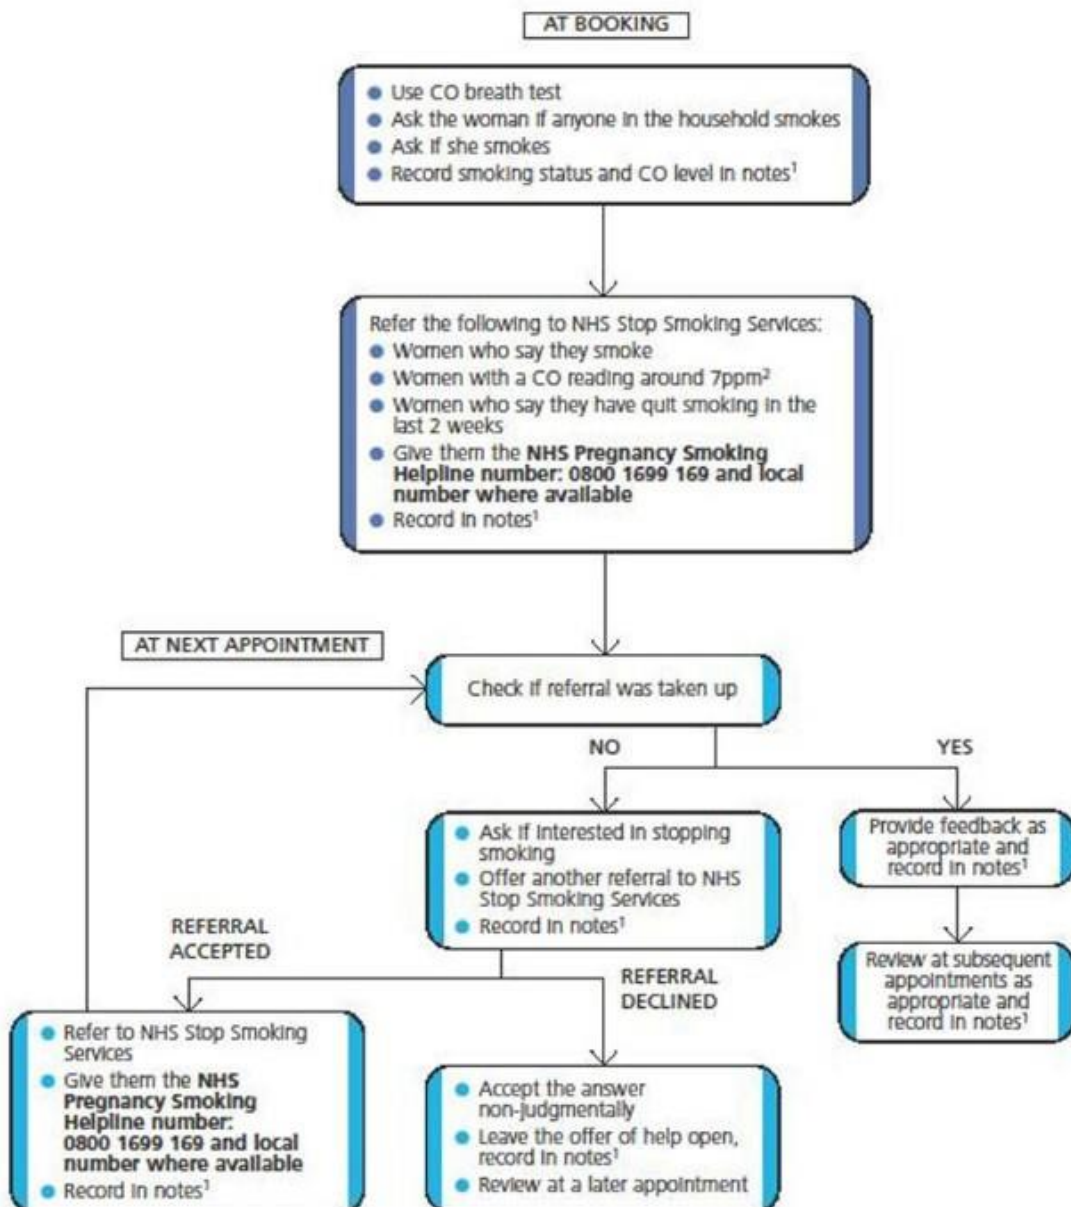 AT BOOKING
● Use CO breath test
● Ask the woman if anyone in the household smokes
● Ask if she smokes
● Record smoking status and CO level in notes¹
Refer the following to NHS Stop Smoking Services:
● Women who say they smoke
● Women with a CO reading around 7ppm²
● Women who say they have quit smoking in the
last 2 weeks
● Give them the NHS Pregnancy Smoking
Helpline number: 0800 1699 169 and local
number where available
● Record in notes¹
AT NEXT APPOINTMENT
Check if referral was taken up
NO
YES
● Ask if interested in stopping
smoking
● Offer another referral to NHS
Stop Smoking Services
● Record in notes¹
Provide feedback as
appropriate and
record in notes¹
Review at subsequent
appointments as
appropriate and
record in notes¹
REFERRAL
ACCEPTED
REFERRAL
DECLINED
● Refer to NHS Stop Smoking
Services
● Give them the NHS
Pregnancy Smoking
Helpline number:
0800 1699 169 and local
number where available
● Record in notes¹
● Accept the answer
non-judgmentally
● Leave the offer of help open,
record in notes¹
● Review at a later appointment